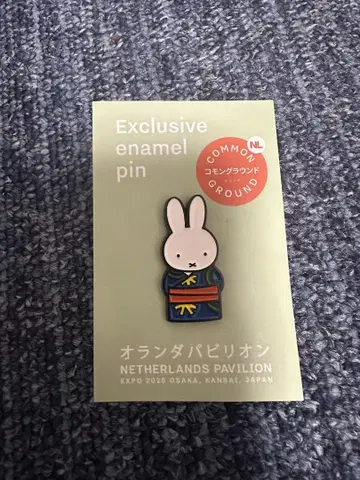 Exclusive
enamel
pin
NL
COMMON
コモングラウンド
GROUND
オランダパビリオン
NETHERLANDS PAVILION
EXPO 2025 OSAKA, KANSAI, JAPAN